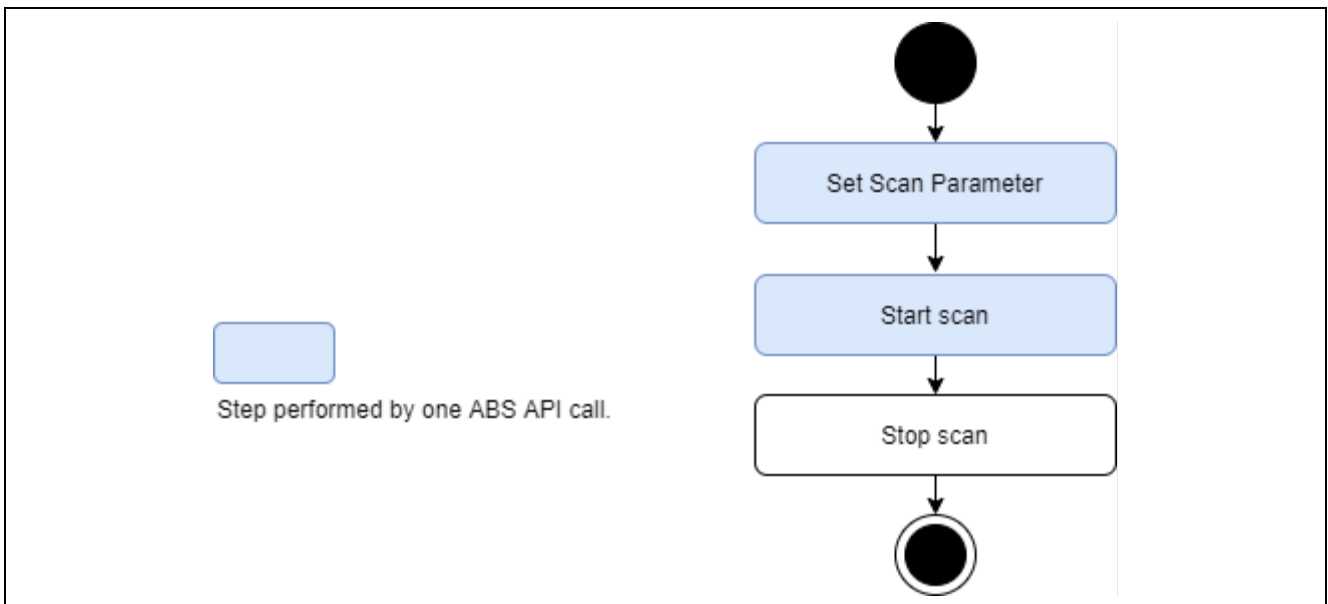 Set Scan Parameter
Start scan
Step performed by one ABS API call.
Stop scan